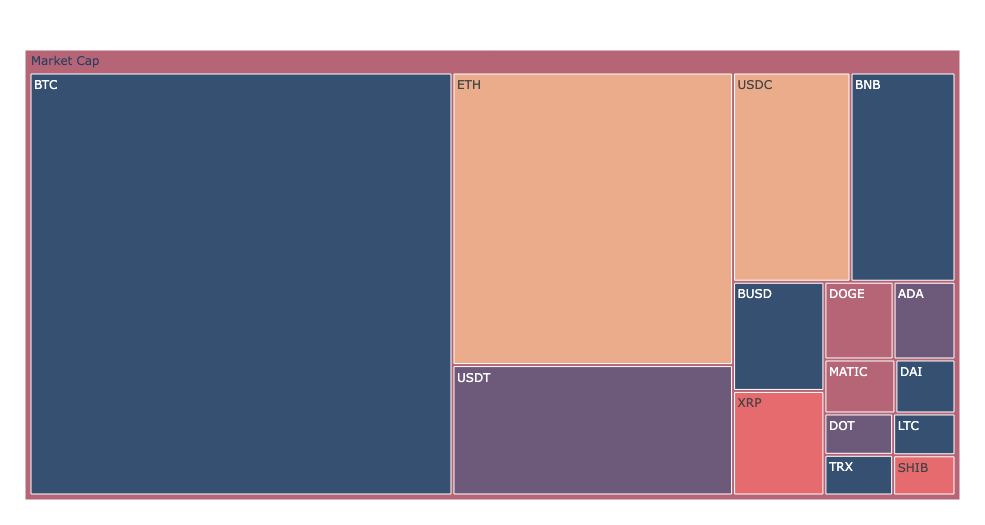 Market Cap
BTC
ETH
USDC
BNB
BUSD
DOGE
ADA
USDT
MATIC
DAI
XRP
DOT
LTC
TRX
SHIB